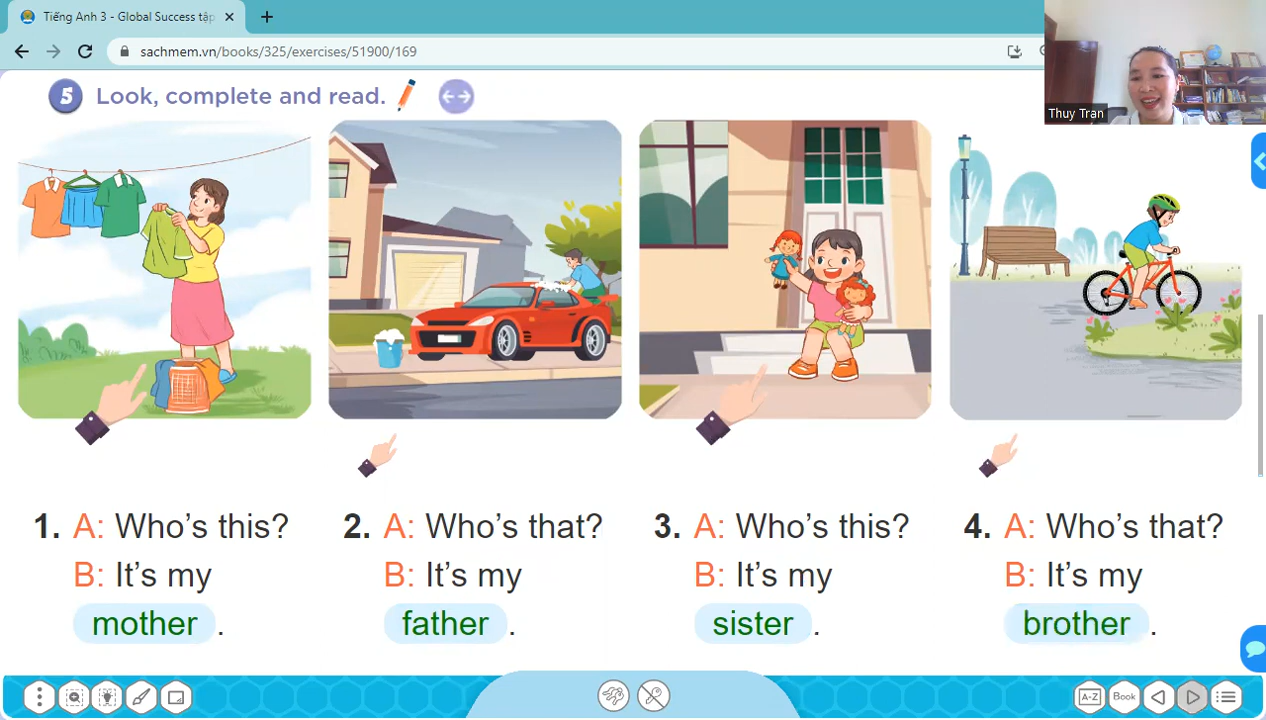 Tiếng Anh 3 - Global Success tập
sachmem.vn/books/325/exercises/51900/169
Thuy Tran
5 Look, complete and read.
1. A: Who's this?
B: It's my
mother .
2. A: Who's that?
B: It's my
father .
3. A: Who's this?
B: It's my
sister .
4. A: Who's that?
B: It's my
brother .
A-Z
Book